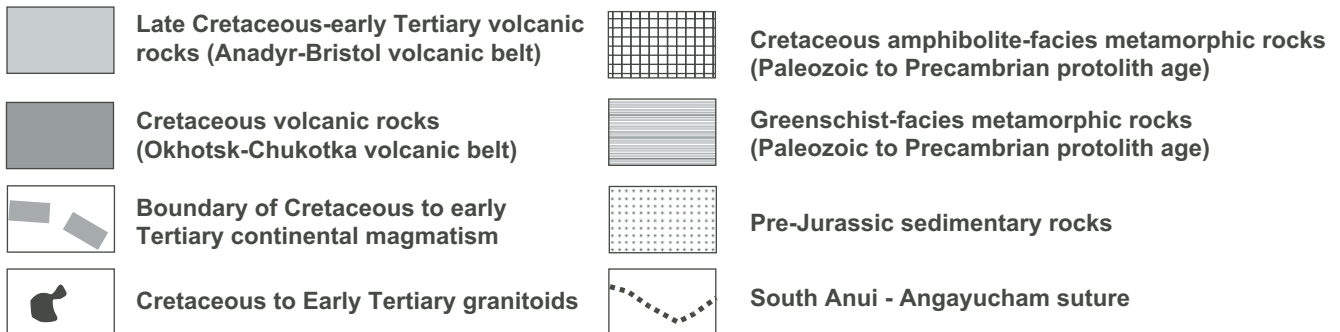 Late Cretaceous-early Tertiary volcanic
rocks (Anadyr-Bristol volcanic belt)
Cretaceous volcanic rocks
(Okhotsk-Chukotka volcanic belt)
Boundary of Cretaceous to early
Tertiary continental magmatism
Cretaceous to Early Tertiary granitoids
Cretaceous amphibolite-facies metamorphic rocks
(Paleozoic to Precambrian protolith age)
Greenschist-facies metamorphic rocks
(Paleozoic to Precambrian protolith age)
Pre-Jurassic sedimentary rocks
South Anui - Angayucham suture